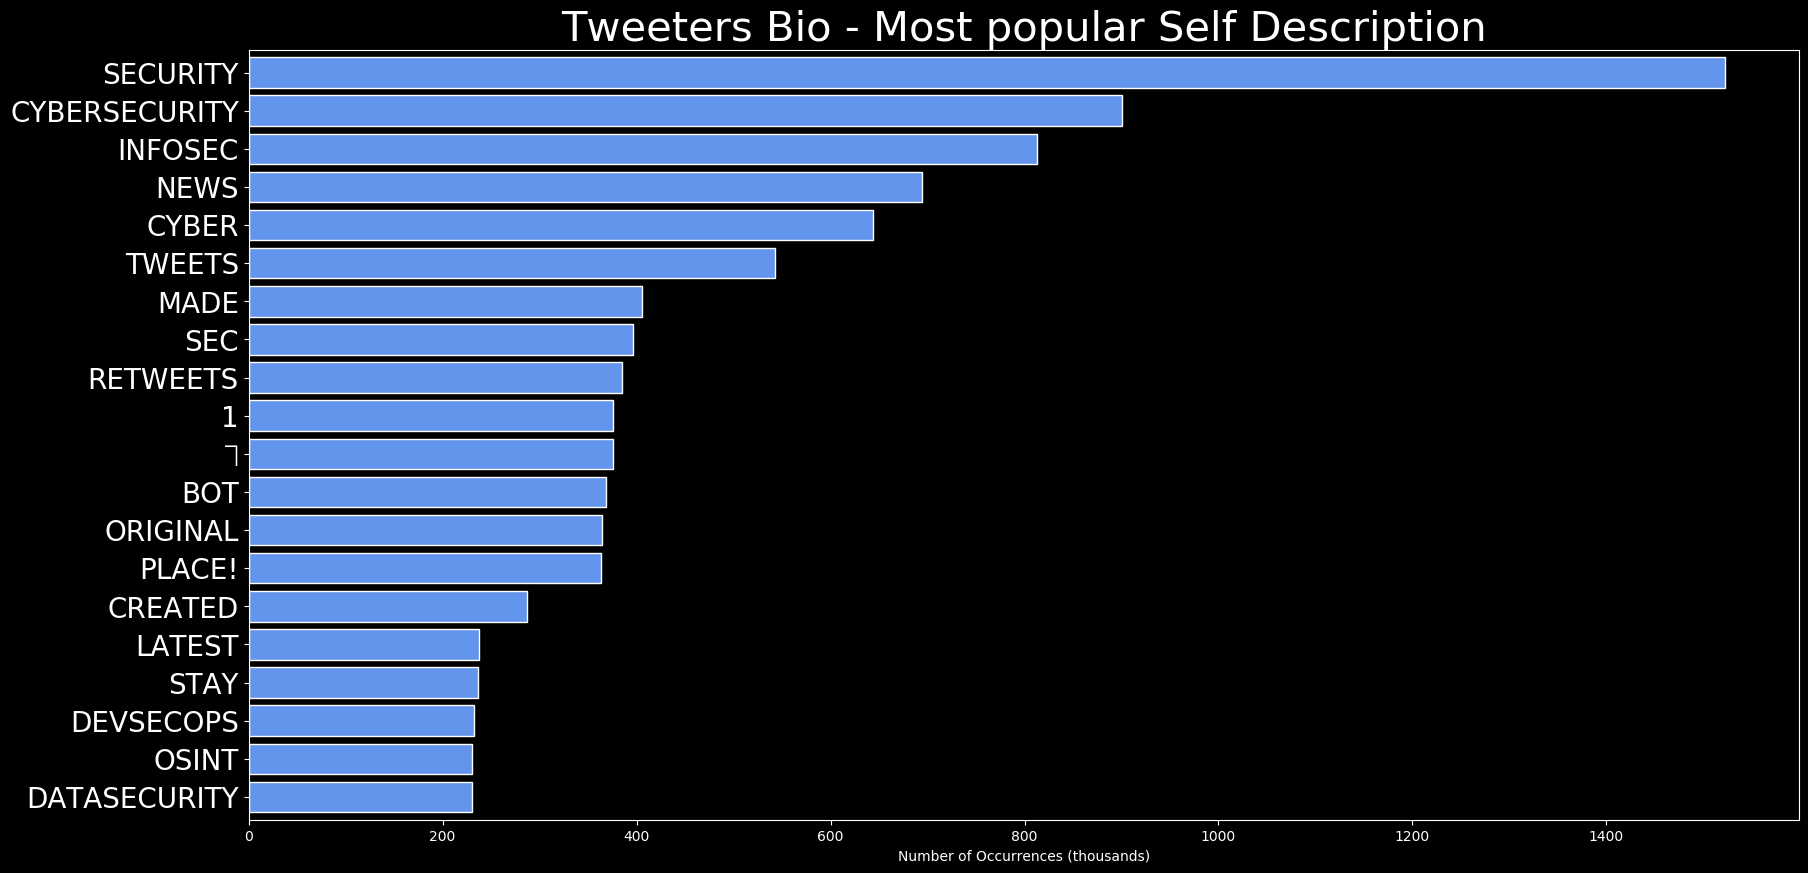 Tweeters Bio - Most popular Self Description
SECURITY
CYBERSECURITY
INFOSEC
NEWS
CYBER
TWEETS
MADE
SEC
RETWEETS
1
BOT
ORIGINAL
PLACE!
CREATED
LATEST
STAY
DEVSECOPS
OSINT
DATASECURITY
0 200 400 600 800 1000 1200 1400
Number of Occurrences (thousands)